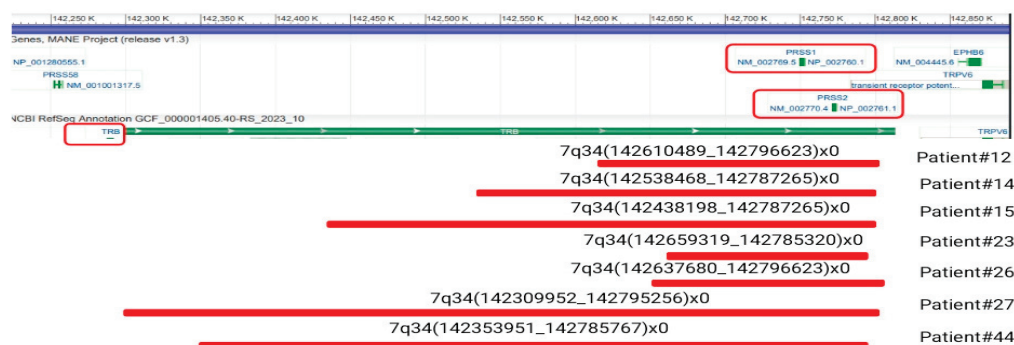 142,250 K 142,300 K 142,350 K 142,400 K 142,450 K 142,500 K 142,550 K 142,600 K 142,650 K 142,700 K 142,750 K 142,800 K 142,850 K
Genes, MANE Project (release v1.3)
PRSS1 EPHB6
NP_001280555.1 NM_002769.5 NP_002760.1 NM_004445.6
PRSS58 TRPV6
NM_001001317.5 transient receptor potent...
PRSS2
NM_002770.4 NP_002761.1
NCBI RefSeq Annotation GCF_000001405.40-RS_2023_10
TRB TRB TRPV6
7q34(142610489_142796623)x0 Patient#12
7q34(142538468_142787265)x0 Patient#14
7q34(142438198_142787265)x0 Patient#15
7q34(142659319_142785320)x0 Patient#23
7q34(142637680_142796623)x0 Patient#26
7q34(142309952_142795256)x0 Patient#27
7q34(142353951_142785767)x0 Patient#44